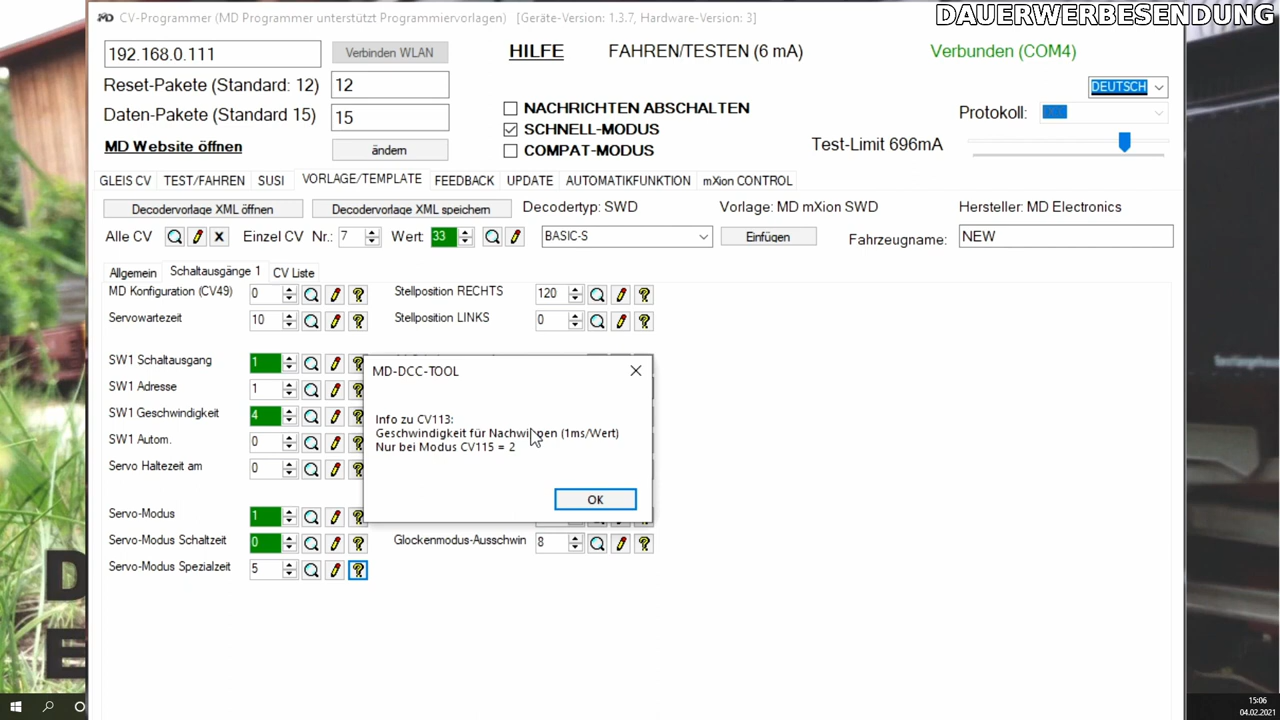 CV-Programmer (MD Programmer unterstützt Programmiervorlagen) [Geräte-Version: 1.3.7, Hardware-Version: 3]
DAUERWERBESENDUNG
192.168.0.111 Verbinden WLAN HILFE FAHREN/TESTEN (6 mA) Verbunden (COM4)
Reset-Pakete (Standard: 12) 12 DEUTSCH
Daten-Pakete (Standard 15) 15 NACHRICHTEN ABSCHALTEN Protokoll:
SCHNELL-MODUS
MD Website öffnen ändern COMPAT-MODUS Test-Limit 696mA
GLEIS CV TEST/FAHREN SUSI VORLAGE/TEMPLATE FEEDBACK UPDATE AUTOMATIKFUNKTION mXion CONTROL
Decodervorlage XML öffnen Decodervorlage XML speichern Decodertyp: SWD Vorlage: MD mXion SWD Hersteller: MD Electronics
Alle CV X Einzel CV Nr.: 7 Wert: 33 BASIC-S Einfügen Fahrzeugname: NEW
Allgemein Schaltausgänge 1 CV Liste
MD Konfiguration (CV49) 0 ? Stellposition RECHTS 120 ?
Servowartezeit 10 ? Stellposition LINKS 0 ?
SW1 Schaltausgang 1 ?
MD-DCC-TOOL
SW1 Adresse 1 ?
SW1 Geschwindigkeit 4 ?
Info zu CV113:
Geschwindigkeit für Nachwippen (1ms/Wert)
Nur bei Modus CV115 = 2
SW1 Autom. 0 ?
Servo Haltezeit am 0 ?
OK
Servo-Modus 1 ?
Servo-Modus Schaltzeit 0 ? Glockenmodus-Ausschwin 8 ?
Servo-Modus Spezialzeit 5 ?
15:06
04.02.2021